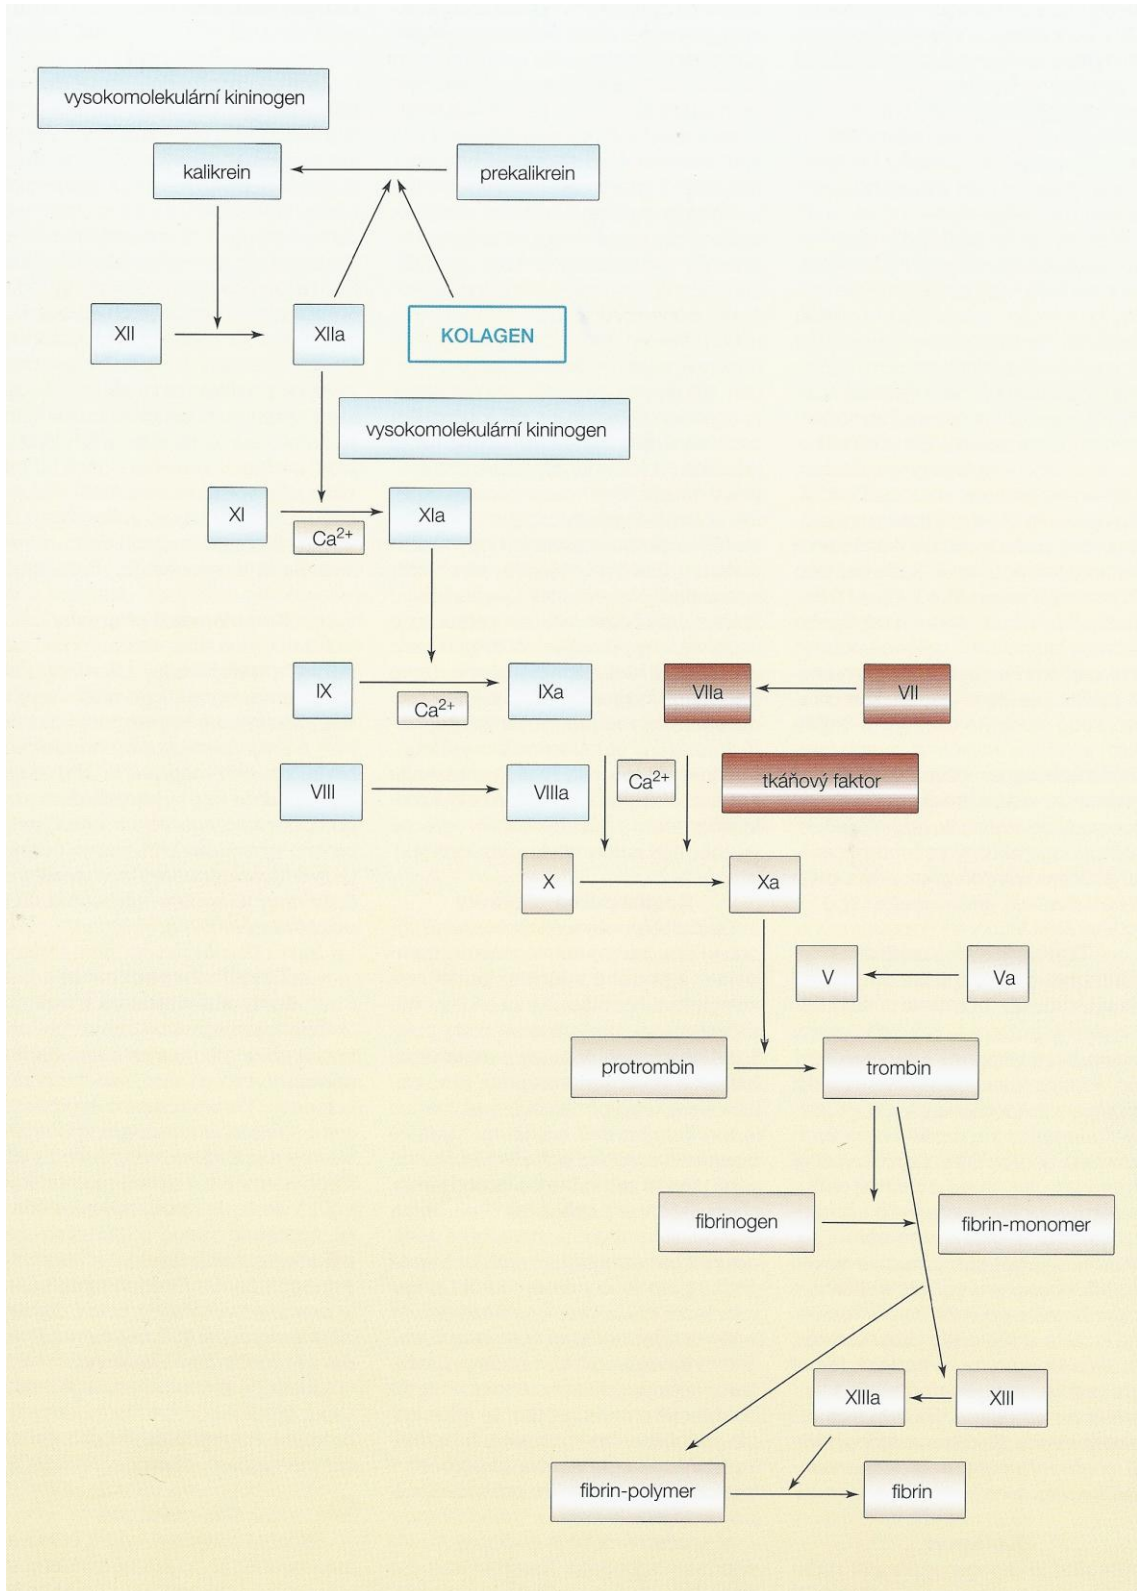 vysokomolekulární kininogen
kalikrein
prekalikrein
XII
XIIa
KOLAGEN
vysokomolekulární kininogen
XI
XIa
Ca2+
IX
IXa
Ca2+
VIIa
VII
VIII
VIIIa
Ca2+
tkáňový faktor
X
Xa
V
Va
protrombin
trombin
fibrinogen
fibrin-monomer
XIIIa
XIII
fibrin-polymer
fibrin